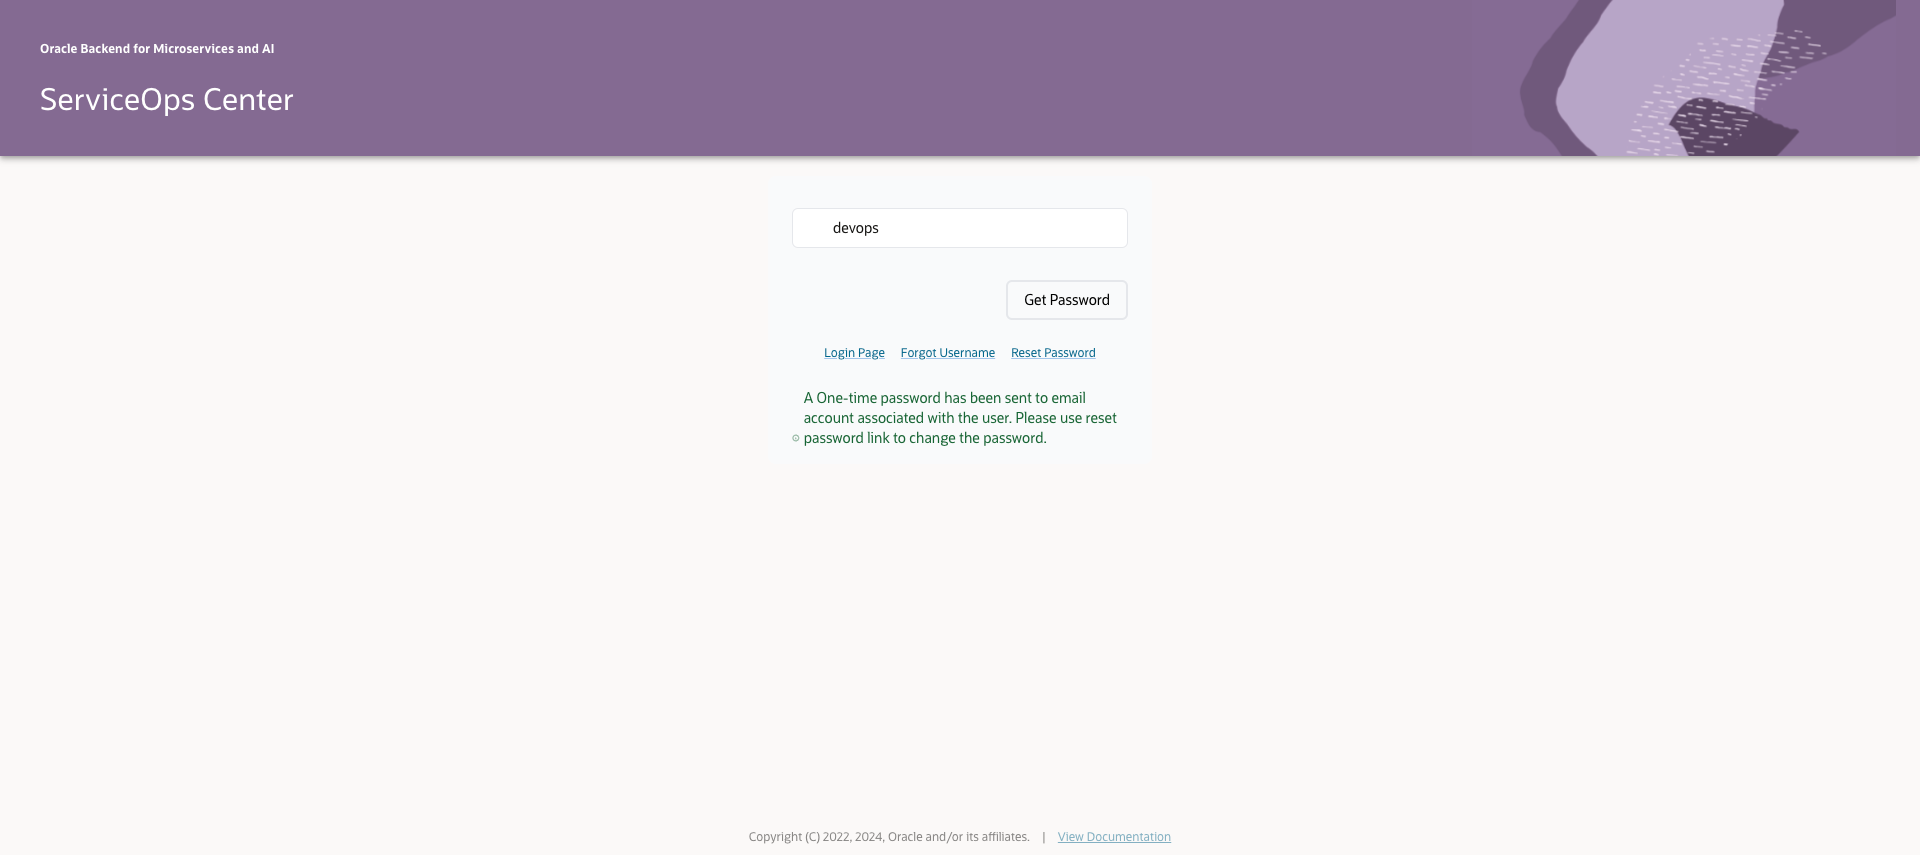 Oracle Backend for Microservices and AI
ServiceOps Center
devops
Get Password
Login Page Forgot Username Reset Password
A One-time password has been sent to email
account associated with the user. Please use reset
password link to change the password.
Copyright (C) 2022, 2024, Oracle and/or its affiliates. | View Documentation